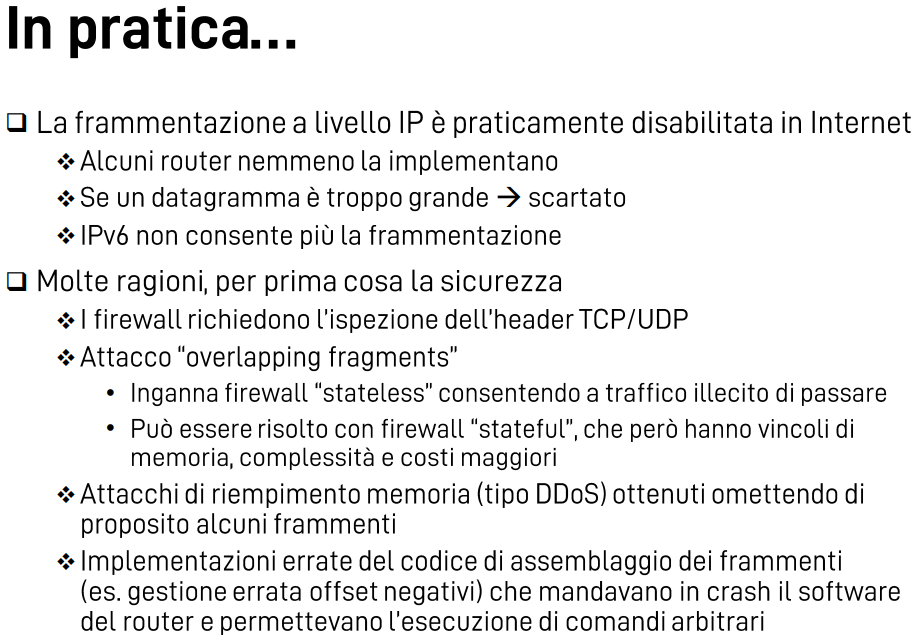 In pratica...
❑ La frammentazione a livello IP è praticamente disabilitata in Internet
❖ Alcuni router nemmeno la implementano
❖ Se un datagramma è troppo grande → scartato
❖ IPv6 non consente più la frammentazione
❑ Molte ragioni, per prima cosa la sicurezza
❖ I firewall richiedono l'ispezione dell'header TCP/UDP
❖ Attacco "overlapping fragments"
• Inganna firewall "stateless" consentendo a traffico illecito di passare
• Può essere risolto con firewall "stateful", che però hanno vincoli di
memoria, complessità e costi maggiori
❖ Attacchi di riempimento memoria (tipo DDoS) ottenuti omettendo di
proposito alcuni frammenti
❖ Implementazioni errate del codice di assemblaggio dei frammenti
(es. gestione errata offset negativi) che mandavano in crash il software
del router e permettevano l'esecuzione di comandi arbitrari